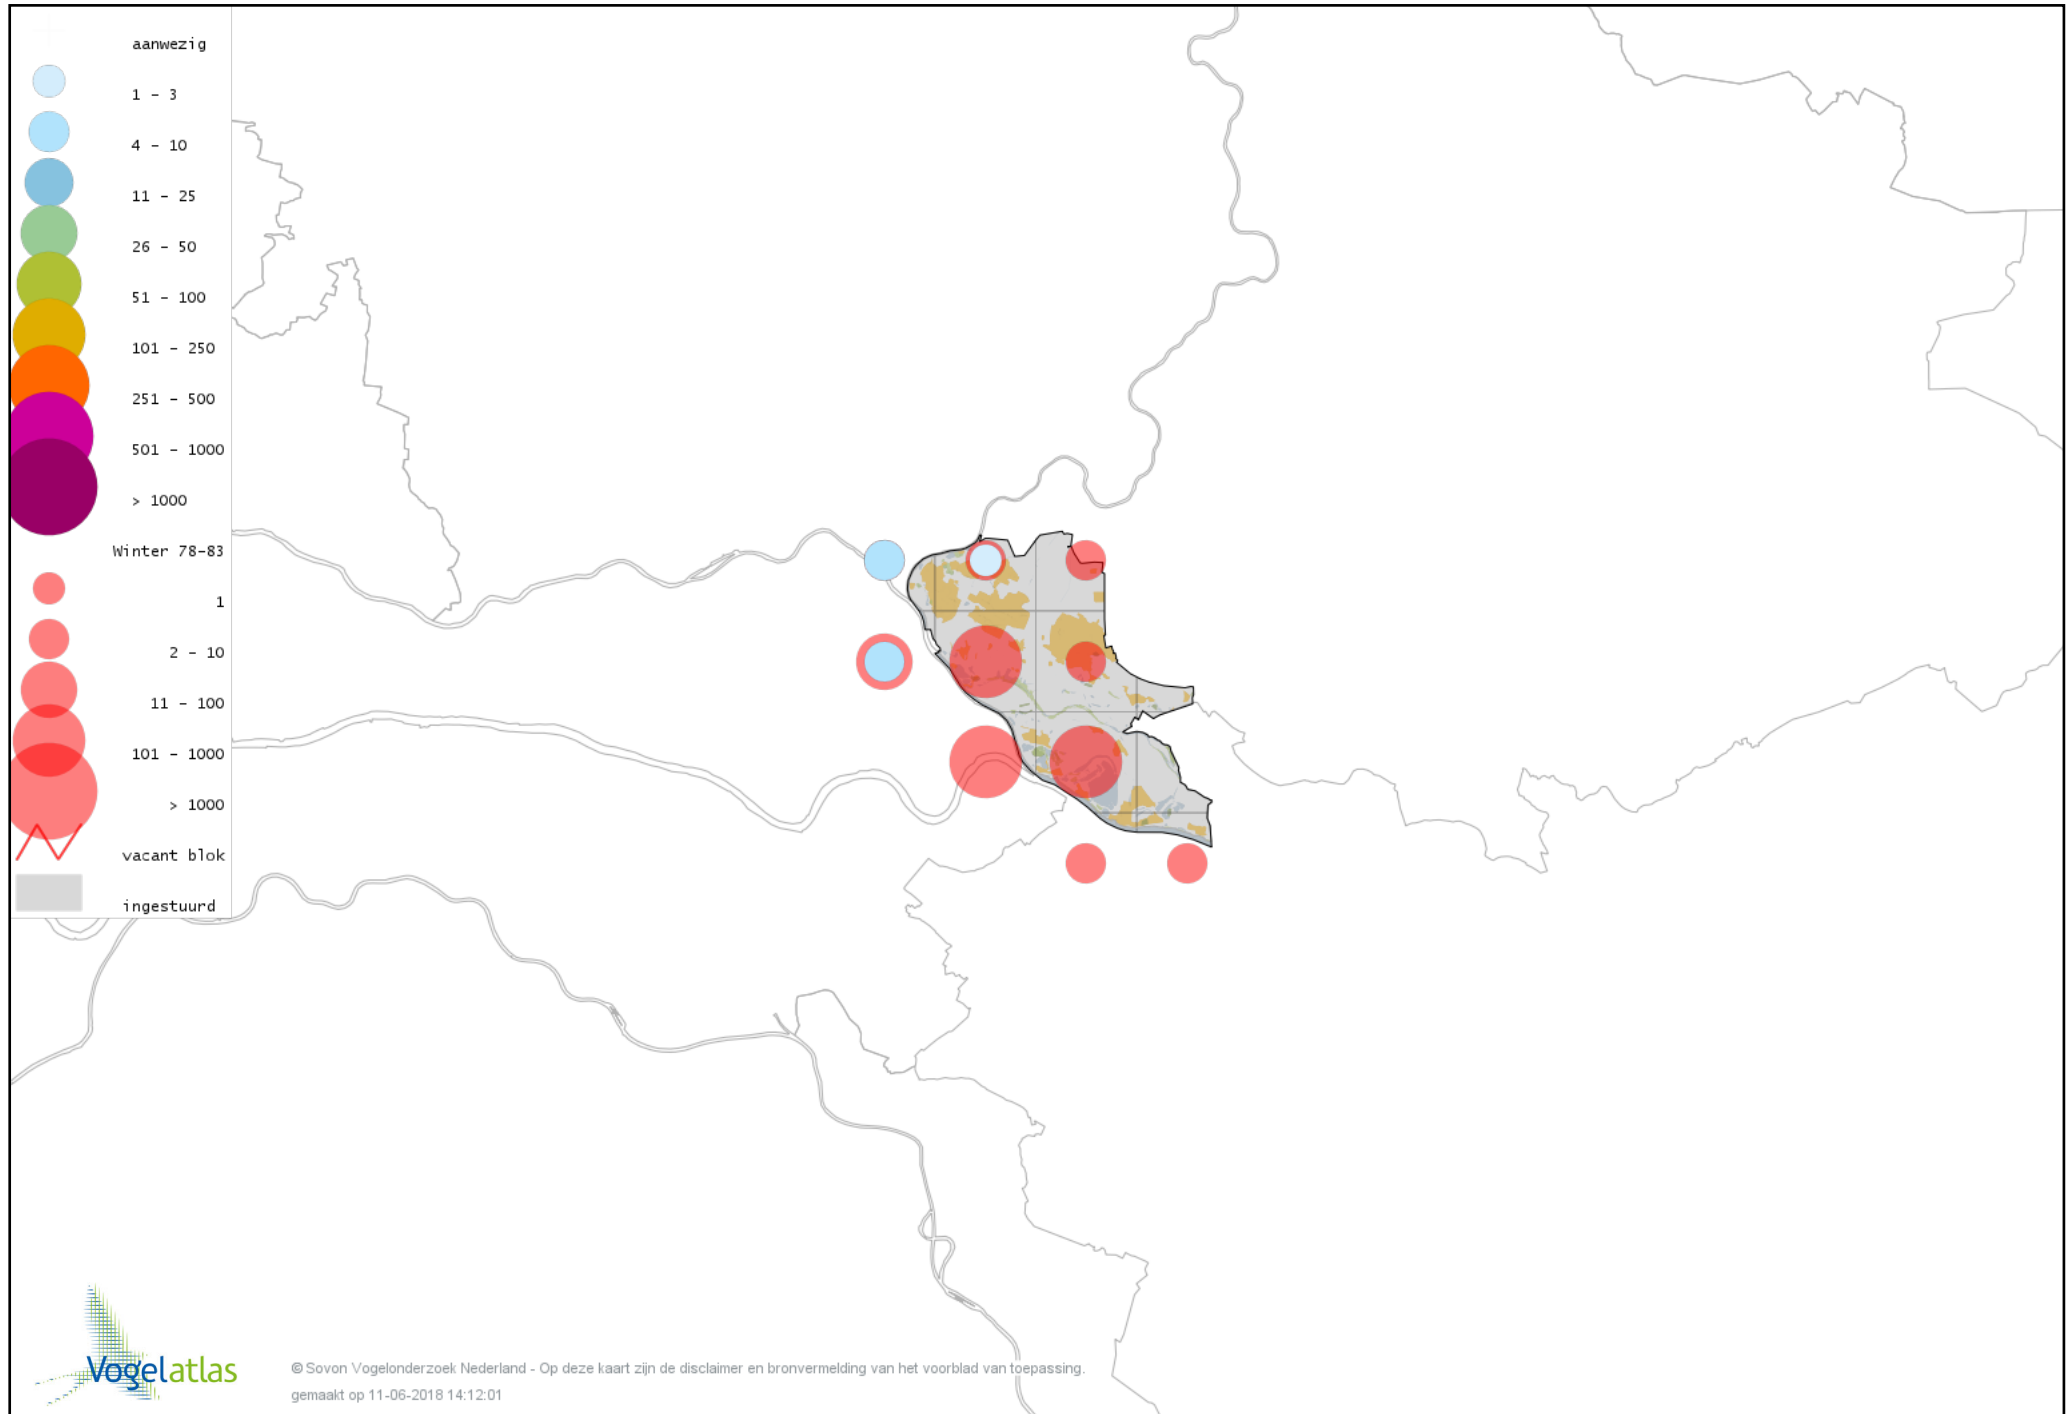 aanwezig
1 - 3
4 - 10
11 - 25
26 - 50
51 - 100
101 - 250
251 - 500
501 - 1000
> 1000
Winter 78-83
1
2 - 10
11 - 100
101 - 1000
> 1000
vacant blok
ingestuurd
Vogelatlas
© Sovon Vogelonderzoek Nederland - Op deze kaart zijn de disclaimer en bronvermelding van het voorblad van toepassing.
gemaakt op 11-06-2018 14:12:01